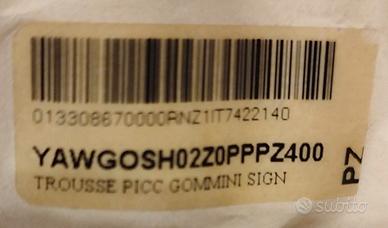 013308670000RNZ1IT7422140
YAWGOSH02Z0PPPZ400
TROUSSE PICC GOMMINI SIGN
PZ
subito